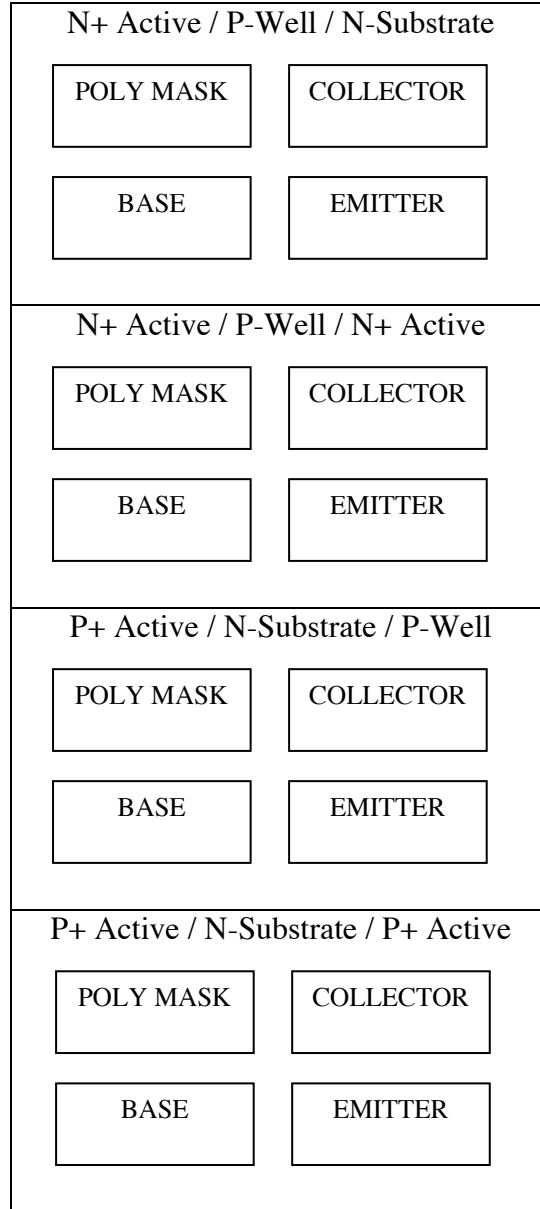 N+ Active / P-Well / N-Substrate
POLY MASK COLLECTOR
BASE EMITTER
N+ Active / P-Well / N+ Active
POLY MASK COLLECTOR
BASE EMITTER
P+ Active / N-Substrate / P-Well
POLY MASK COLLECTOR
BASE EMITTER
P+ Active / N-Substrate / P+ Active
POLY MASK COLLECTOR
BASE EMITTER